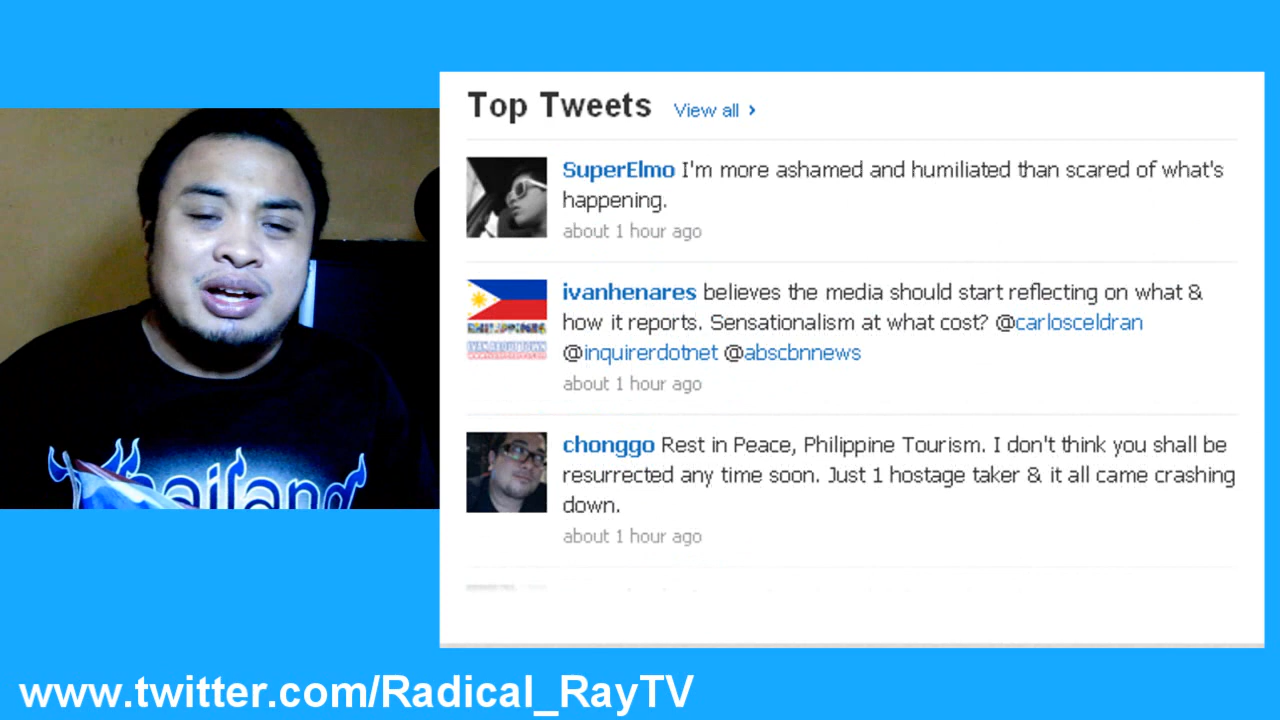 Top Tweets View all
SuperElmo I'm more ashamed and humiliated than scared of what's
happening.
about 1 hour ago
ivanhenares believes the media should start reflecting on what &
how it reports. Sensationalism at what cost? @carlosceldran
@inquirerdotnet @abscbnnews
about 1 hour ago
chonggo Rest in Peace, Philippine Tourism. I don't think you shall be
resurrected any time soon. Just 1 hostage taker & it all came crashing
down.
about 1 hour ago
Thailand
www.twitter.com/Radical_RayTV